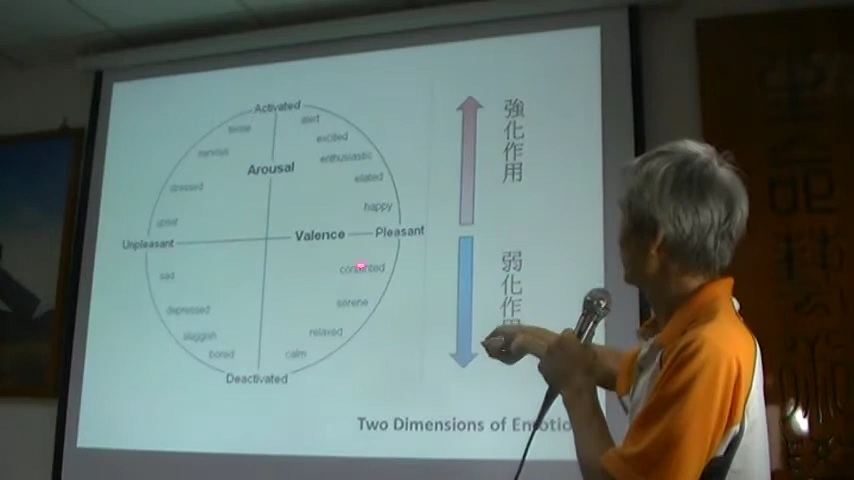 Activated
tense
alert
nervous
excited
enthusiastic
Arousal
stressed
elated
upset
happy
強化作用
Unpleasant
Valence
Pleasant
sad
contented
弱化作用
depressed
serene
sluggish
relaxed
bored
calm
Deactivated
Two Dimensions of Emotio